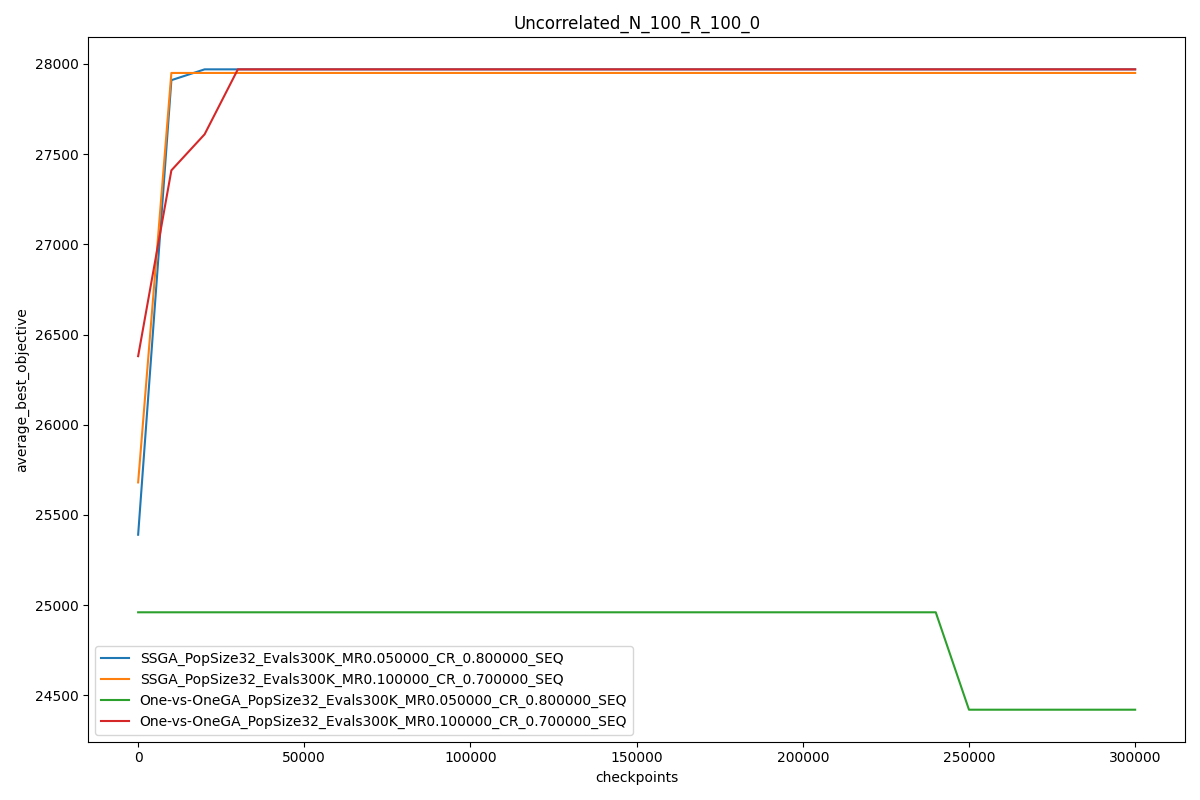 Uncorrelated_N_100_R_100_0
28000
27500
27000
26500
26000
25500
25000
24500
average_best_objective
SSGA_PopSize32_Evals300K_MR0.050000_CR_0.800000_SEQ
SSGA_PopSize32_Evals300K_MR0.100000_CR_0.700000_SEQ
One-vs-OneGA_PopSize32_Evals300K_MR0.050000_CR_0.800000_SEQ
One-vs-OneGA_PopSize32_Evals300K_MR0.100000_CR_0.700000_SEQ
0 50000 100000 150000 200000 250000 300000
checkpoints